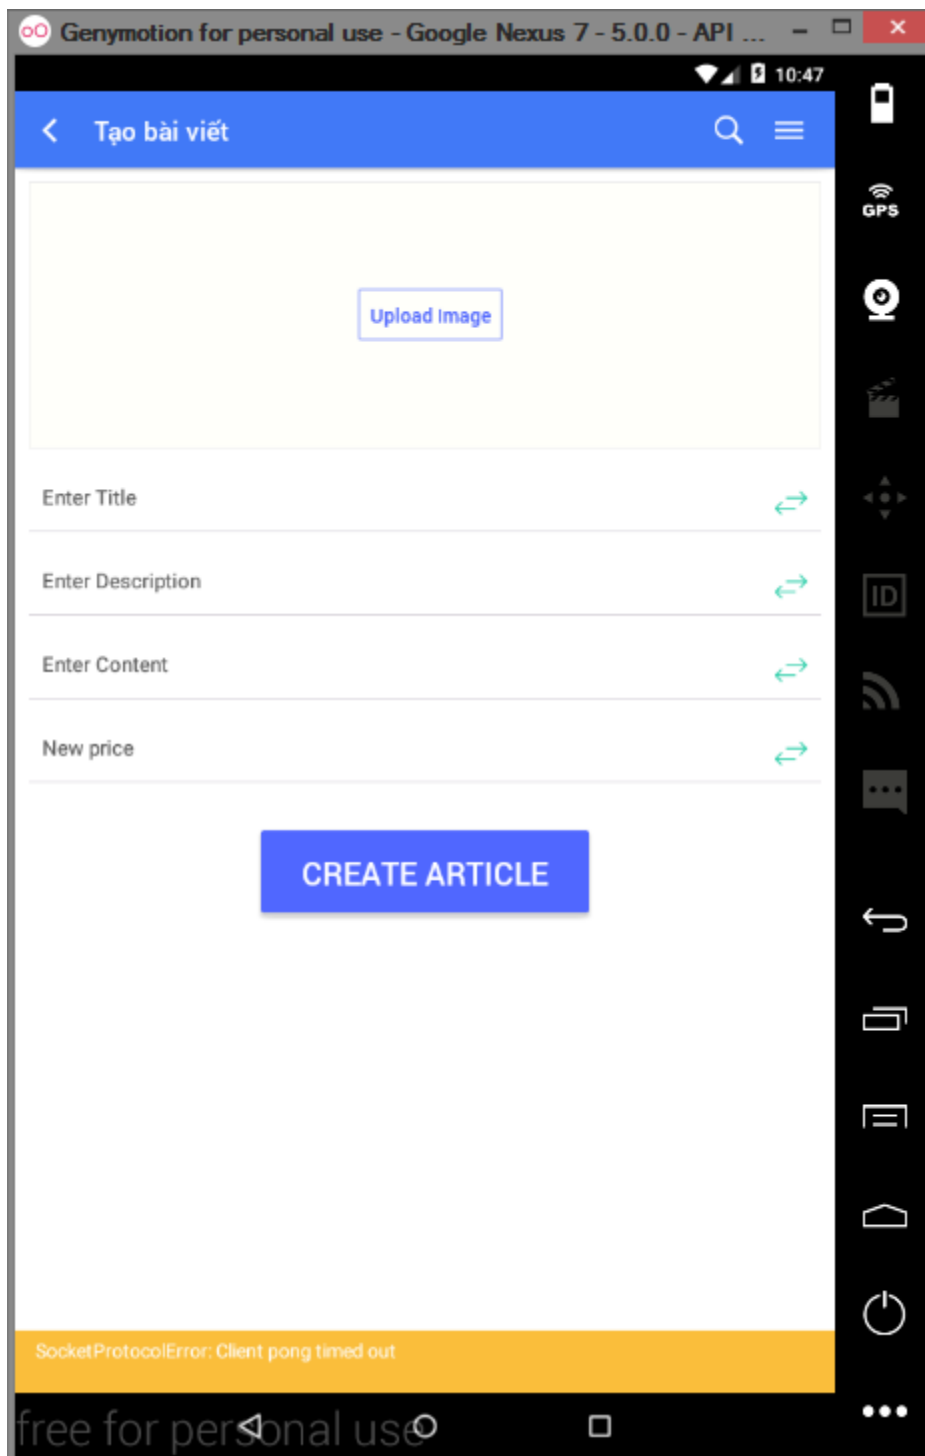 Genymotion for personal use - Google Nexus 7 - 5.0.0 - API ...
10:47
Tạo bài viết
GPS
Upload Image
Enter Title
Enter Description
Enter Content
ID
New price
CREATE ARTICLE
SocketProtocolError: Client pong timed out
free for personal use